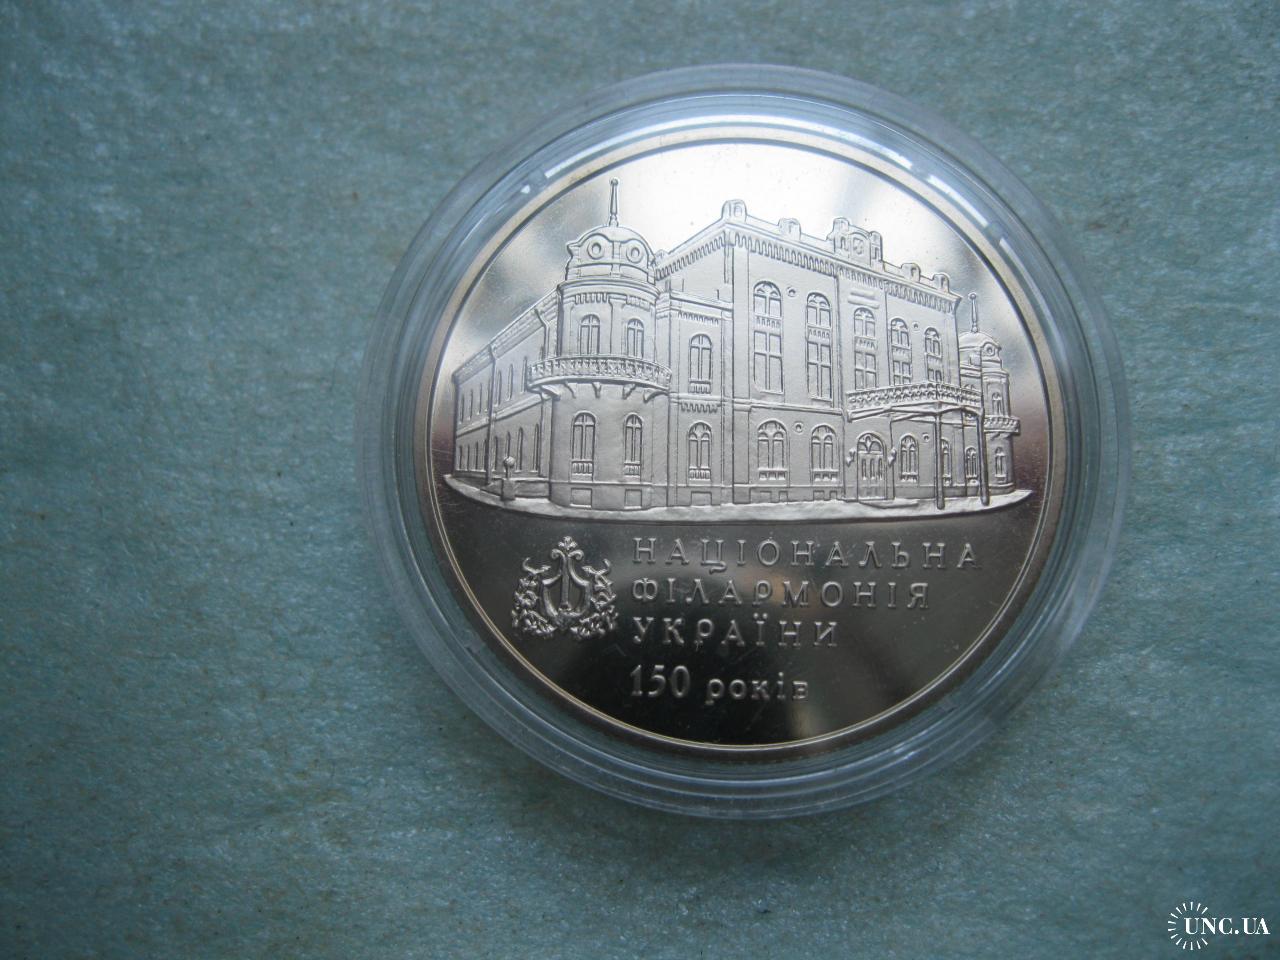 НАЦІОНАЛЬНА
ФІЛАРМОНІЯ
УКРАЇНИ
150 років
UNC.UA